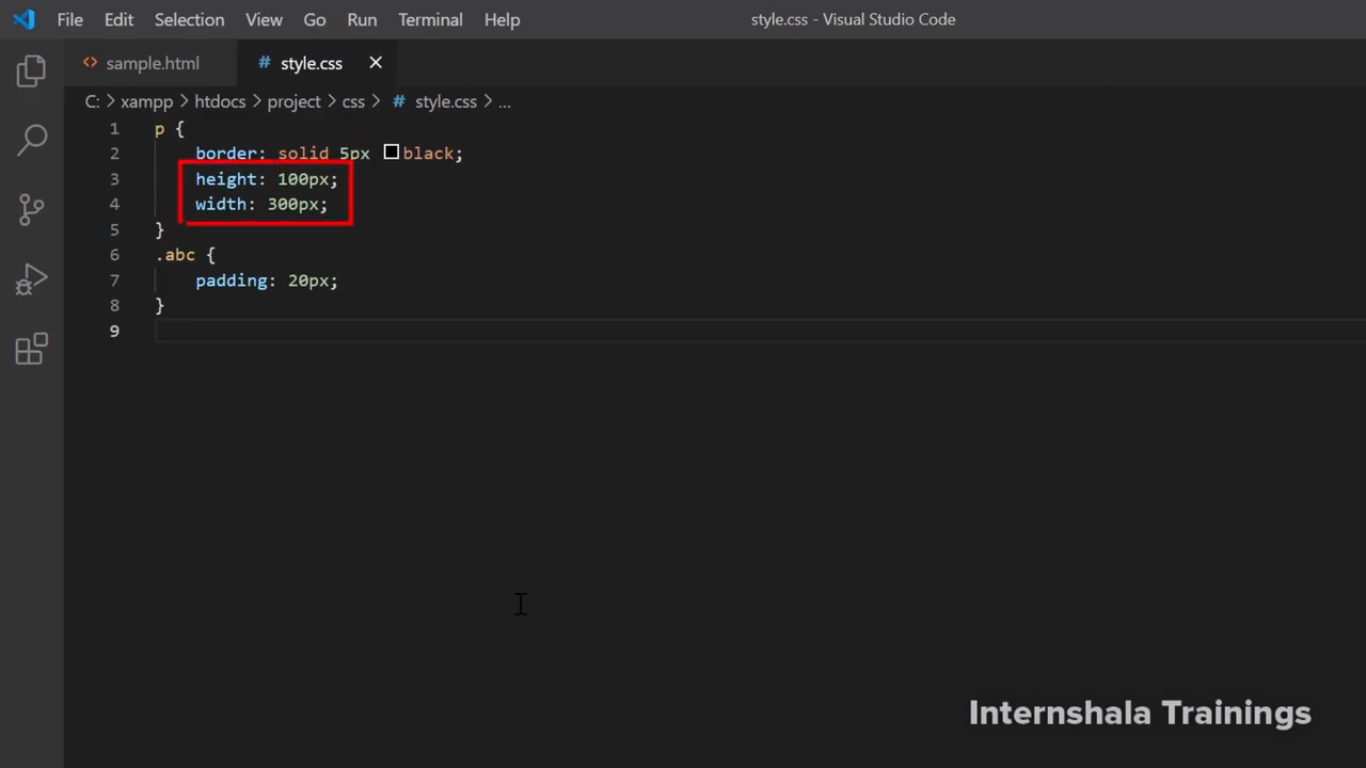 File Edit Selection View Go Run Terminal Help
style.css - Visual Studio Code
<> sample.html
# style.css ×
C: > xampp > htdocs > project > css > # style.css > ...
1 p {
2 border: solid 5px black;
3 height: 100px;
4 width: 300px;
5 }
6 .abc {
7 padding: 20px;
8 }
9
Internshala Trainings